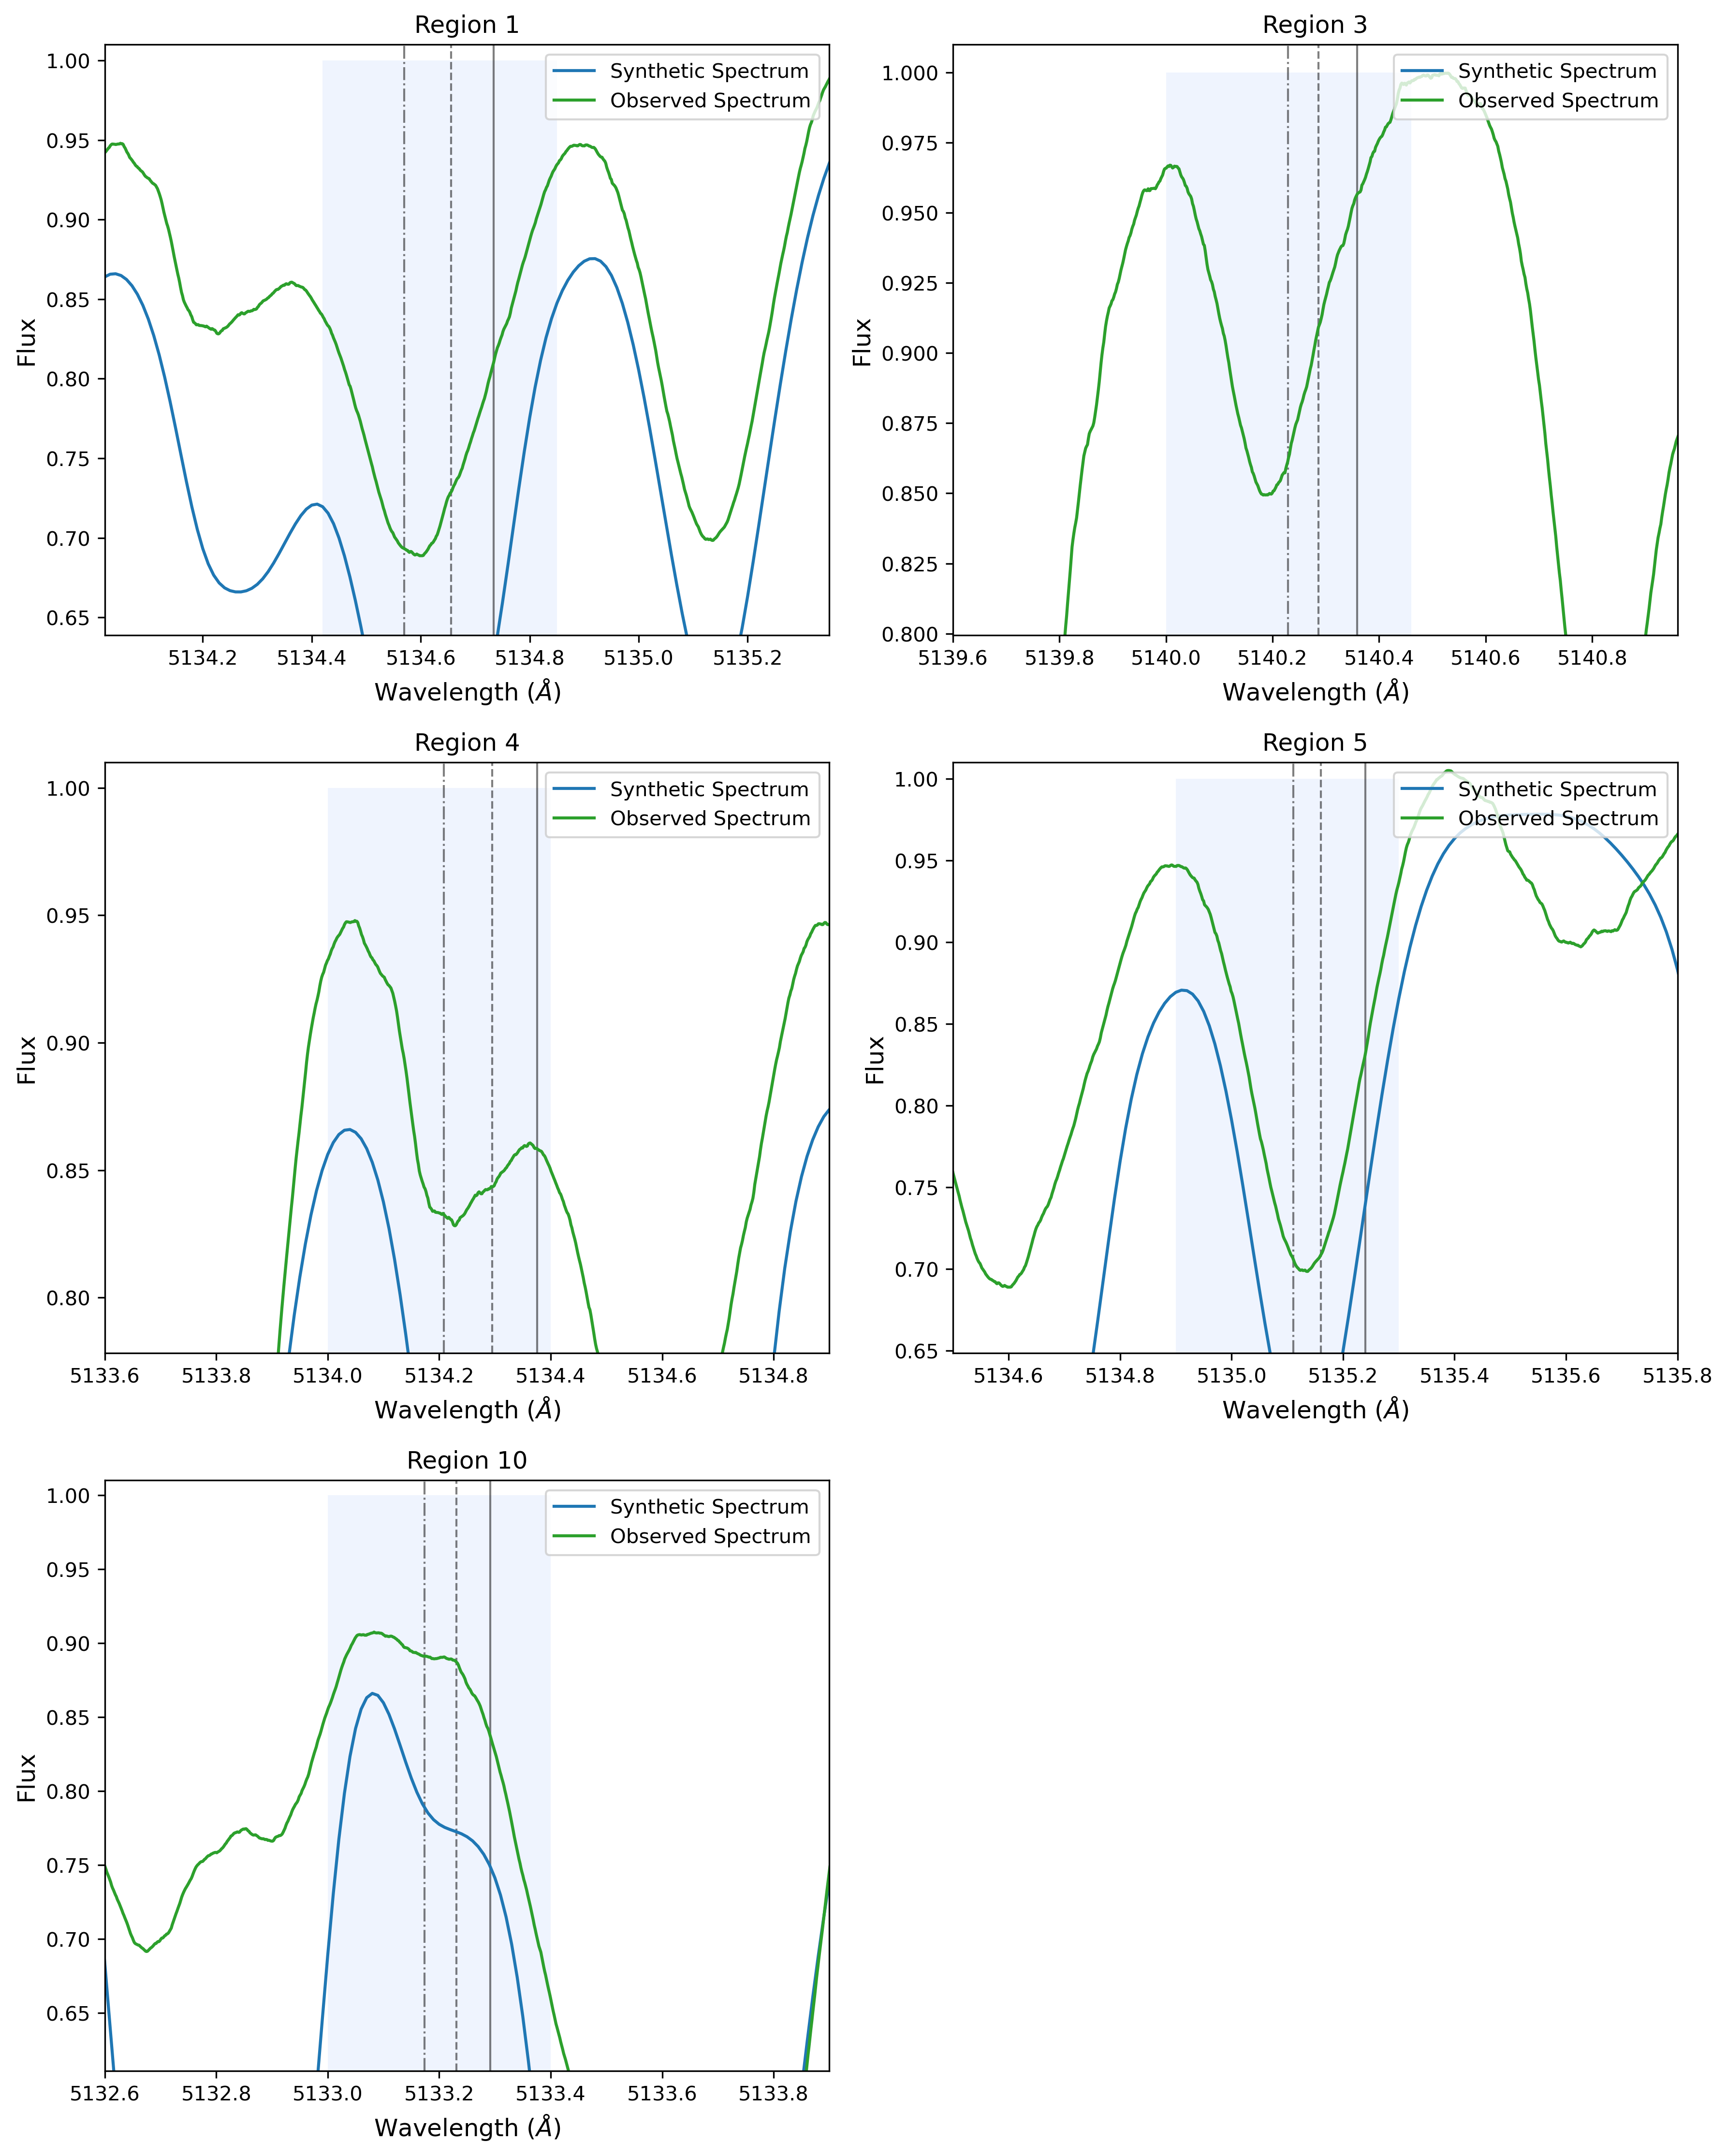 Region 1
1.00
0.95
0.90
0.85
0.80
0.75
0.70
0.65
Flux
Synthetic Spectrum
Observed Spectrum
5134.2 5134.4 5134.6 5134.8 5135.0 5135.2
Wavelength (Å)
Region 3
1.000
0.975
0.950
0.925
0.900
0.875
0.850
0.825
0.800
Flux
Synthetic Spectrum
Observed Spectrum
5139.6 5139.8 5140.0 5140.2 5140.4 5140.6 5140.8
Wavelength (Å)
Region 4
1.00
0.95
0.90
0.85
0.80
Flux
Synthetic Spectrum
Observed Spectrum
5133.6 5133.8 5134.0 5134.2 5134.4 5134.6 5134.8
Wavelength (Å)
Region 5
1.00
0.95
0.90
0.85
0.80
0.75
0.70
0.65
Flux
Synthetic Spectrum
Observed Spectrum
5134.6 5134.8 5135.0 5135.2 5135.4 5135.6 5135.8
Wavelength (Å)
Region 10
1.00
0.95
0.90
0.85
0.80
0.75
0.70
0.65
Flux
Synthetic Spectrum
Observed Spectrum
5132.6 5132.8 5133.0 5133.2 5133.4 5133.6 5133.8
Wavelength (Å)